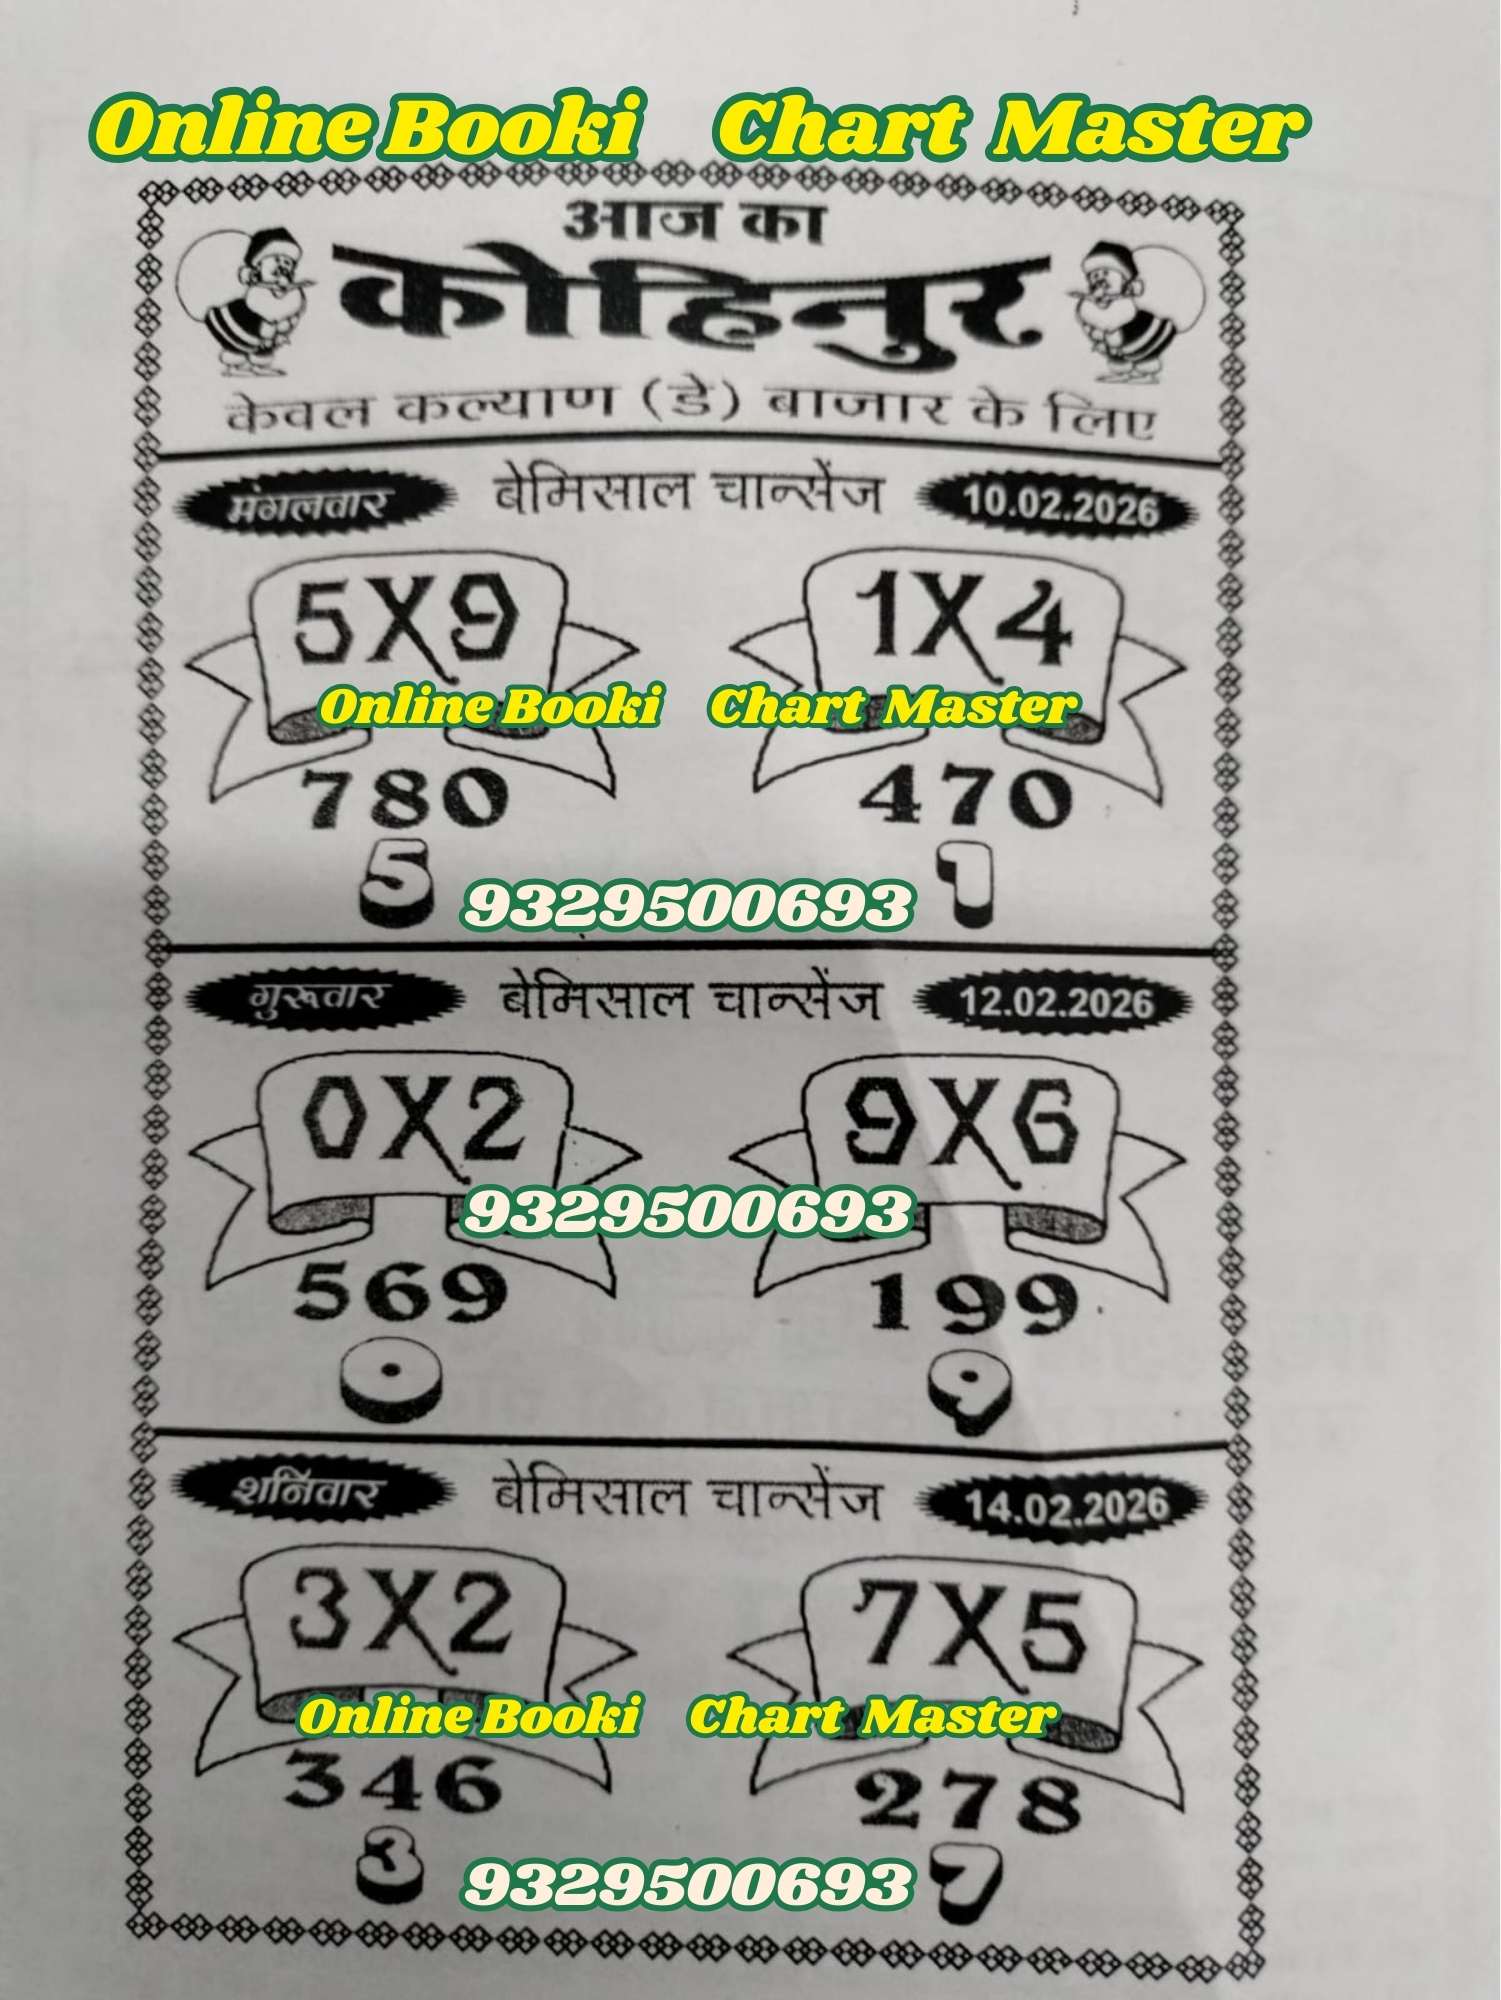 Online Booki Chart Master
आज का
कोहिनुर
केवल कल्याण (डे) बाजार के लिए
मंगलवार बेमिसाल चान्सेंज 10.02.2026
5X9 1X4
Online Booki Chart Master
780 470
5 9329500693 1
गुरूवार बेमिसाल चान्सेंज 12.02.2026
0X2 9X6
9329500693
569 199
0 9
शनिवार बेमिसाल चान्सेंज 14.02.2026
3X2 7X5
Online Booki Chart Master
346 278
3 9329500693 7